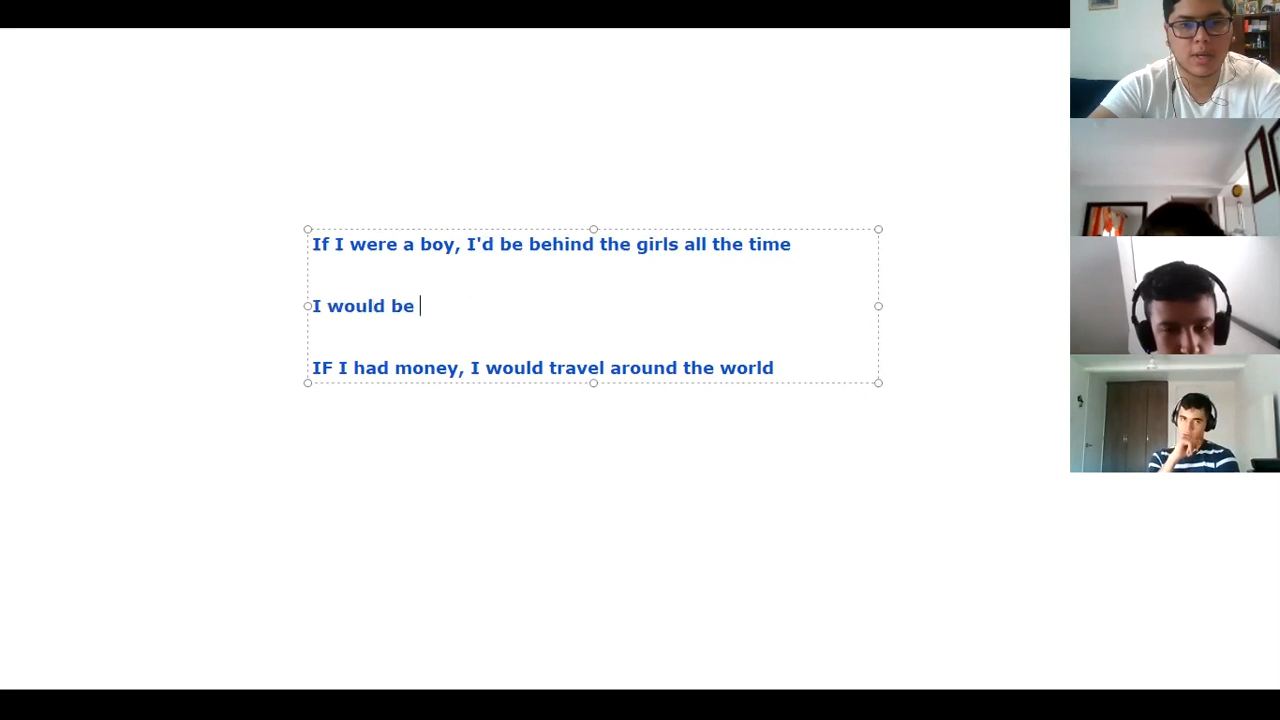 If I were a boy, I'd be behind the girls all the time
I would be
IF I had money, I would travel around the world